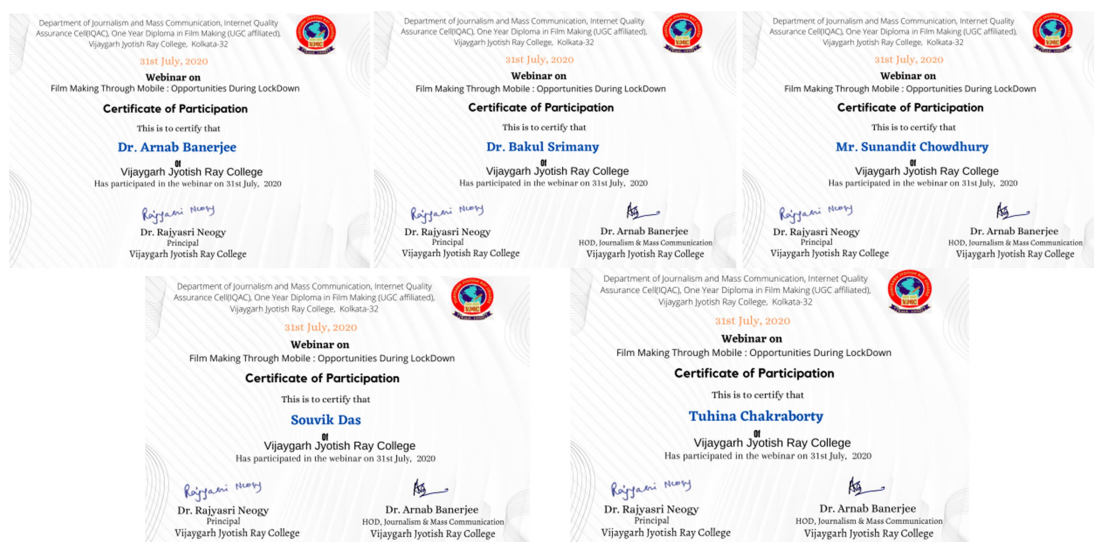 Department of Journalism and Mass Communication, Internet Quality
Assurance Cell(IQAC), One Year Diploma in Film Making (UGC affiliated),
Vijaygarh Jyotish Ray College, Kolkata-32
31st July, 2020
Webinar on
Film Making Through Mobile : Opportunities During LockDown
Certificate of Participation
This is to certify that
Dr. Arnab Banerjee
Of
Vijaygarh Jyotish Ray College
Has participated in the webinar on 31st July, 2020
Rajyasri Neogy
Dr. Rajyasri Neogy
Principal
Vijaygarh Jyotish Ray College
Department of Journalism and Mass Communication, Internet Quality
Assurance Cell(IQAC), One Year Diploma in Film Making (UGC affiliated),
Vijaygarh Jyotish Ray College, Kolkata-32
31st July, 2020
Webinar on
Film Making Through Mobile : Opportunities During LockDown
Certificate of Participation
This is to certify that
Dr. Bakul Srimany
Of
Vijaygarh Jyotish Ray College
Has participated in the webinar on 31st July, 2020
Rajyasri Neogy
Dr. Rajyasri Neogy
Principal
Vijaygarh Jyotish Ray College
Dr. Arnab Banerjee
HOD, Journalism & Mass Communication
Vijaygarh Jyotish Ray College
Department of Journalism and Mass Communication, Internet Quality
Assurance Cell(IQAC), One Year Diploma in Film Making (UGC affiliated),
Vijaygarh Jyotish Ray College, Kolkata-32
31st July, 2020
Webinar on
Film Making Through Mobile : Opportunities During LockDown
Certificate of Participation
This is to certify that
Mr. Sunandit Chowdhury
Of
Vijaygarh Jyotish Ray College
Has participated in the webinar on 31st July, 2020
Rajyasri Neogy
Dr. Rajyasri Neogy
Principal
Vijaygarh Jyotish Ray College
Dr. Arnab Banerjee
HOD, Journalism & Mass Communication
Vijaygarh Jyotish Ray College
Department of Journalism and Mass Communication, Internet Quality
Assurance Cell(IQAC), One Year Diploma in Film Making (UGC affiliated),
Vijaygarh Jyotish Ray College, Kolkata-32
31st July, 2020
Webinar on
Film Making Through Mobile : Opportunities During LockDown
Certificate of Participation
This is to certify that
Souvik Das
Of
Vijaygarh Jyotish Ray College
Has participated in the webinar on 31st July, 2020
Rajyasri Neogy
Dr. Rajyasri Neogy
Principal
Vijaygarh Jyotish Ray College
Dr. Arnab Banerjee
HOD, Journalism & Mass Communication
Vijaygarh Jyotish Ray College
Department of Journalism and Mass Communication, Internet Quality
Assurance Cell(IQAC), One Year Diploma in Film Making (UGC affiliated),
Vijaygarh Jyotish Ray College, Kolkata-32
31st July, 2020
Webinar on
Film Making Through Mobile : Opportunities During LockDown
Certificate of Participation
This is to certify that
Tuhina Chakraborty
Of
Vijaygarh Jyotish Ray College
Has participated in the webinar on 31st July, 2020
Rajyasri Neogy
Dr. Rajyasri Neogy
Principal
Vijaygarh Jyotish Ray College
Dr. Arnab Banerjee
HOD, Journalism & Mass Communication
Vijaygarh Jyotish Ray College